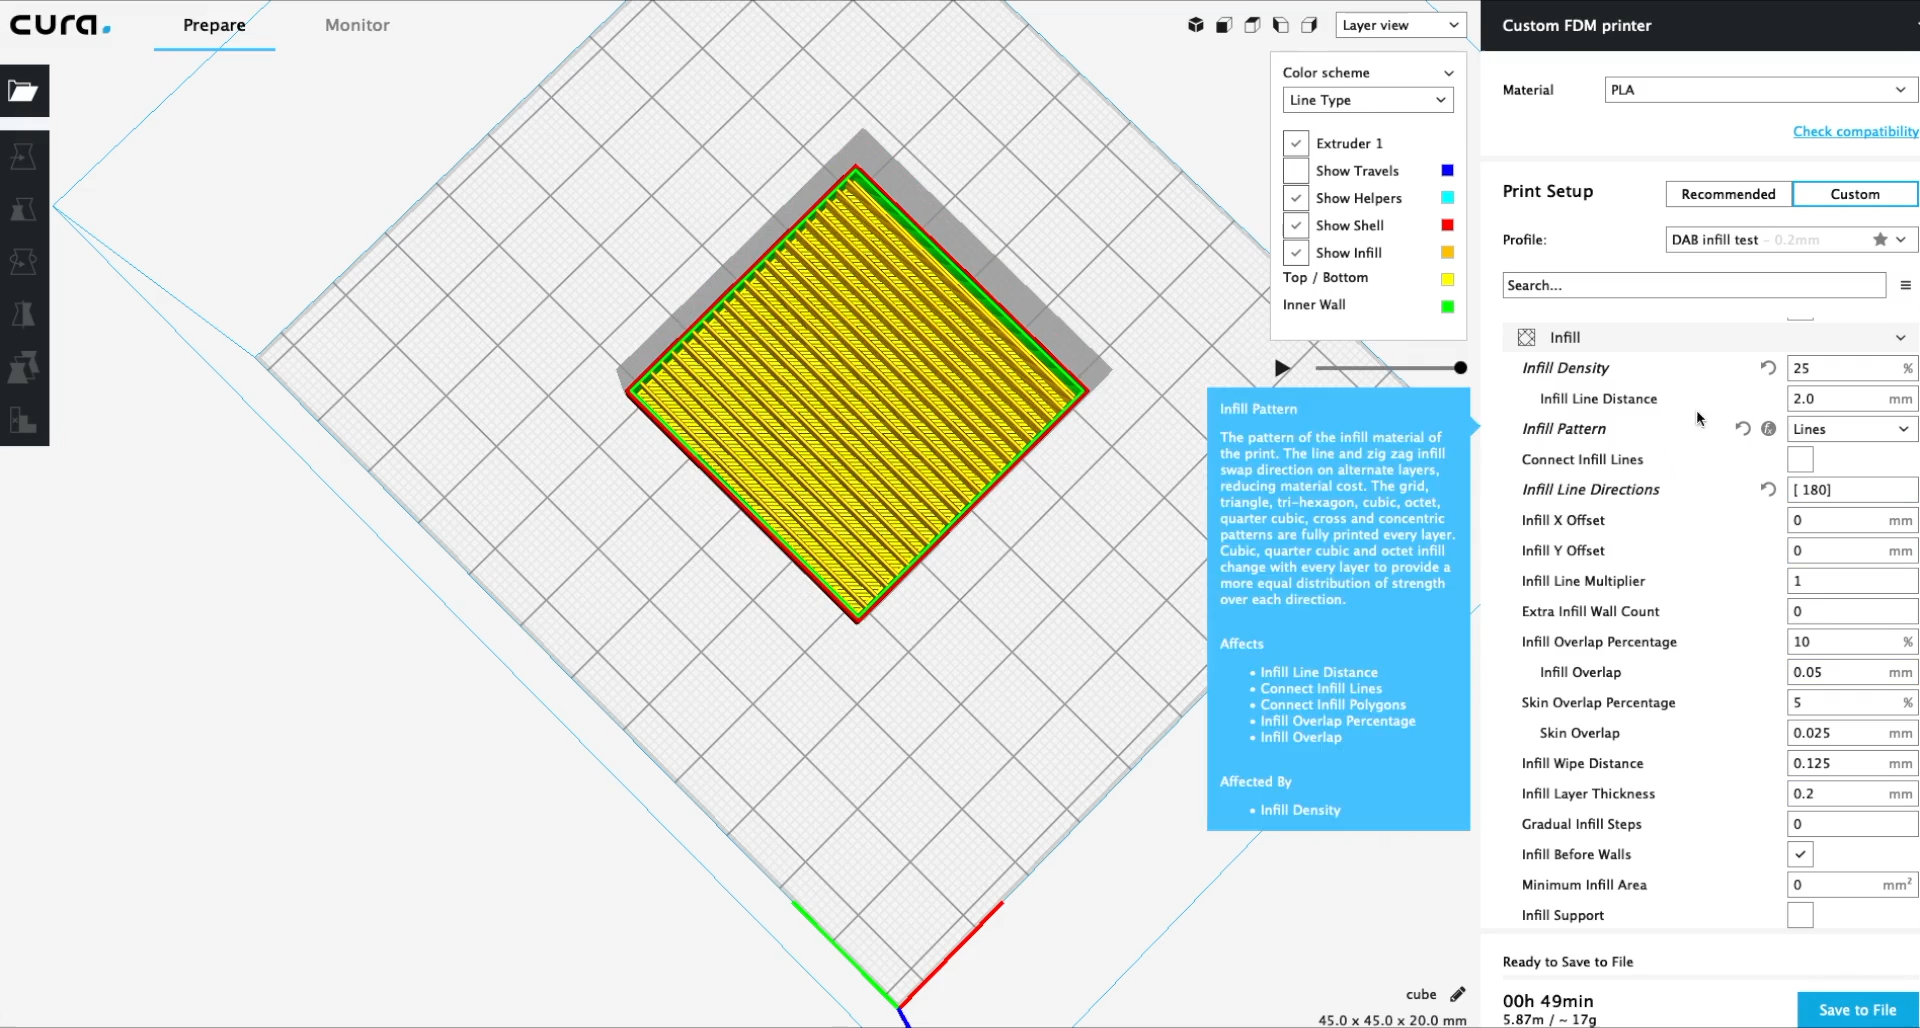 cura.
Prepare
Monitor
Layer view
Color scheme
Line Type
Extruder 1
Show Travels
Show Helpers
Show Shell
Show Infill
Top / Bottom
Inner Wall
Infill Pattern
The pattern of the infill material of
the print. The line and zig zag infill
swap direction on alternate layers,
reducing material cost. The grid,
triangle, tri-hexagon, cubic, octet,
quarter cubic, cross and concentric
patterns are fully printed every layer.
Cubic, quarter cubic and octet infill
change with every layer to provide a
more equal distribution of strength
over each direction.
Affects
• Infill Line Distance
• Connect Infill Lines
• Connect Infill Polygons
• Infill Overlap Percentage
• Infill Overlap
Affected By
• Infill Density
cube
45.0 x 45.0 x 20.0 mm
Custom FDM printer
Material PLA
Check compatibility
Print Setup Recommended Custom
Profile: DAB infill test - 0.2mm
Search...
Infill
Infill Density 25 %
Infill Line Distance 2.0 mm
Infill Pattern Lines
Connect Infill Lines
Infill Line Directions [ 180]
Infill X Offset 0 mm
Infill Y Offset 0 mm
Infill Line Multiplier 1
Extra Infill Wall Count 0
Infill Overlap Percentage 10 %
Infill Overlap 0.05 mm
Skin Overlap Percentage 5 %
Skin Overlap 0.025 mm
Infill Wipe Distance 0.125 mm
Infill Layer Thickness 0.2 mm
Gradual Infill Steps 0
Infill Before Walls
Minimum Infill Area 0 mm²
Infill Support
Ready to Save to File
00h 49min
5.87m / ~ 17g
Save to File